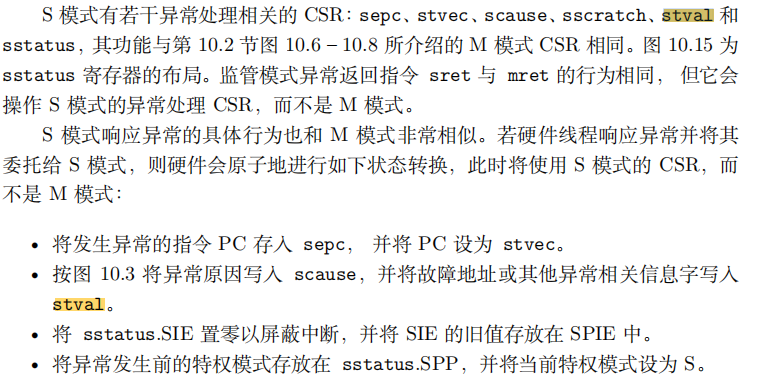 S 模式有若干异常处理相关的 CSR：sepc、stvec、scause、sscratch、stval 和
sstatus，其功能与第 10.2 节图 10.6 – 10.8 所介绍的 M 模式 CSR 相同。图 10.15 为
sstatus 寄存器的布局。监管模式异常返回指令 sret 与 mret 的行为相同， 但它会
操作 S 模式的异常处理 CSR，而不是 M 模式。
S 模式响应异常的具体行为也和 M 模式非常相似。若硬件线程响应异常并将其
委托给 S 模式，则硬件会原子地进行如下状态转换，此时将使用 S 模式的 CSR，而
不是 M 模式：
• 将发生异常的指令 PC 存入 sepc， 并将 PC 设为 stvec。
• 按图 10.3 将异常原因写入 scause，并将故障地址或其他异常相关信息字写入
stval。
• 将 sstatus.SIE 置零以屏蔽中断，并将 SIE 的旧值存放在 SPIE 中。
• 将异常发生前的特权模式存放在 sstatus.SPP，并将当前特权模式设为 S。